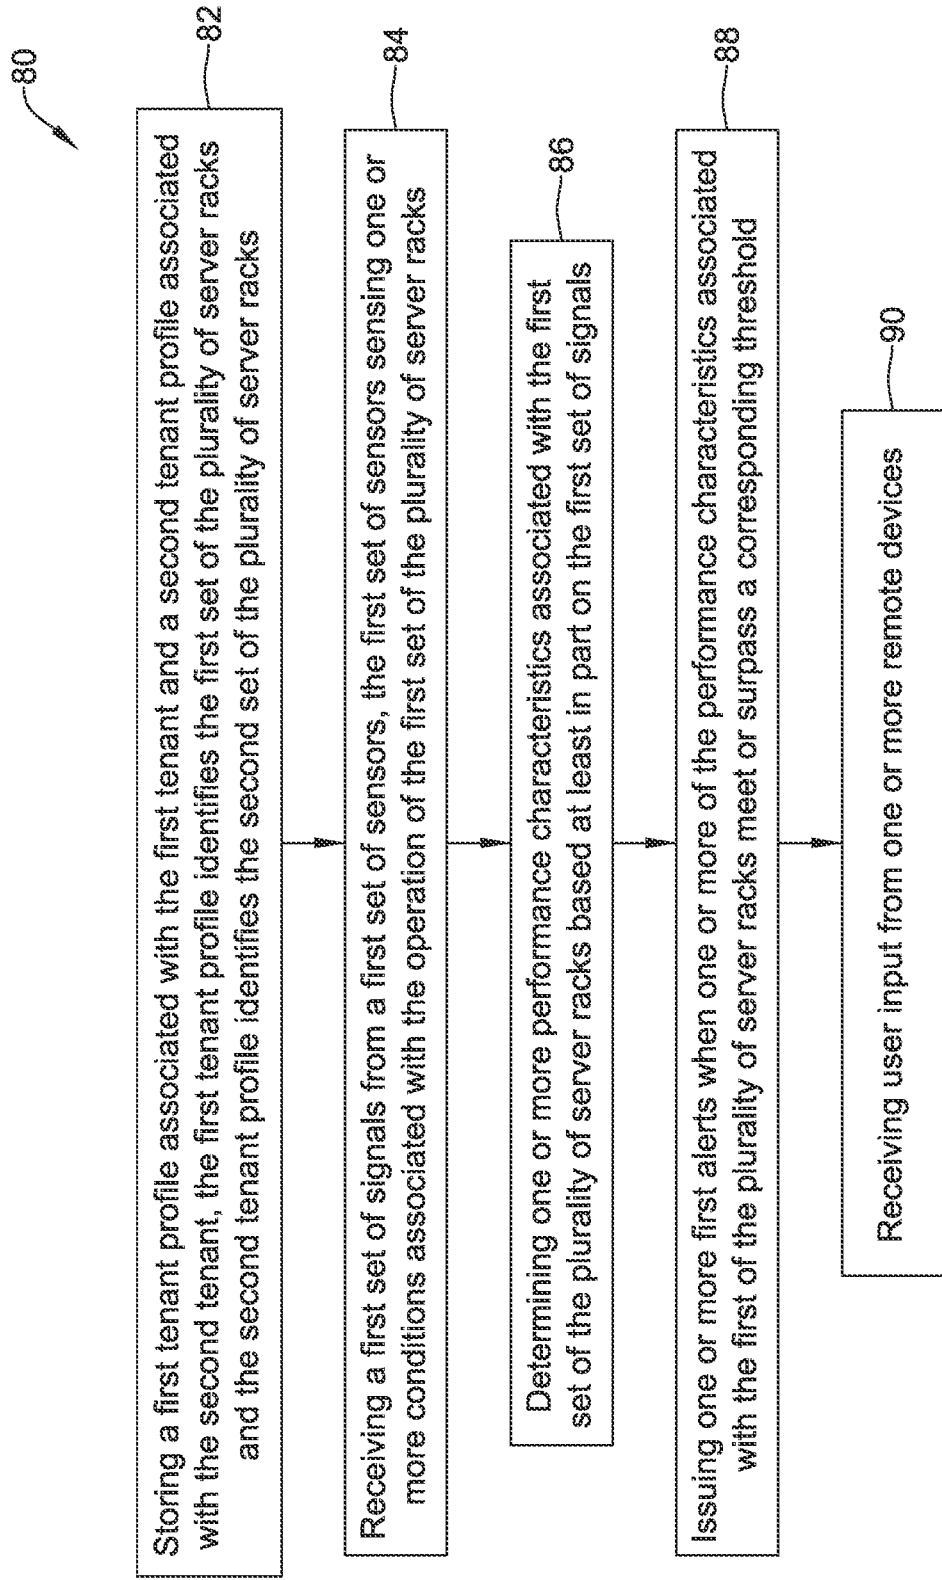 80
82
Storing a first tenant profile associated with the first tenant and a second tenant profile associated
with the second tenant, the first tenant profile identifies the first set of the plurality of server racks
and the second tenant profile identifies the second set of the plurality of server racks
84
Receiving a first set of signals from a first set of sensors, the first set of sensors sensing one or
more conditions associated with the operation of the first set of the plurality of server racks
86
Determining one or more performance characteristics associated with the first
set of the plurality of server racks based at least in part on the first set of signals
88
Issuing one or more first alerts when one or more of the performance characteristics associated
with the first of the plurality of server racks meet or surpass a corresponding threshold
90
Receiving user input from one or more remote devices